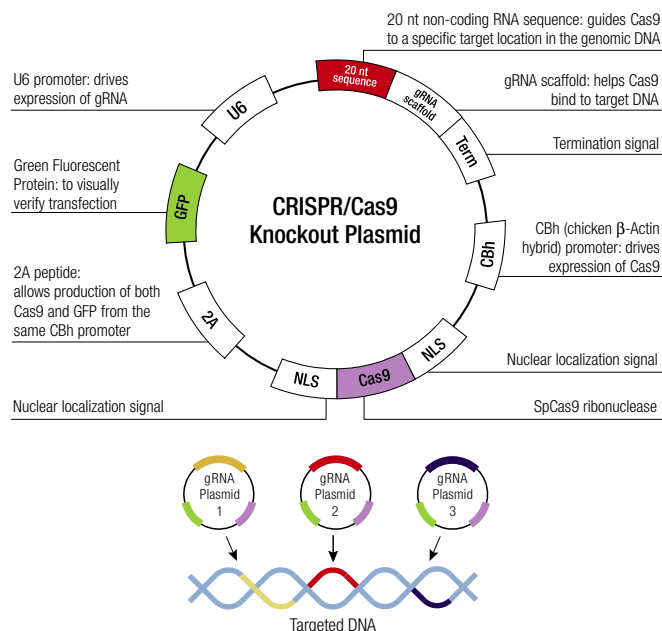 20 nt non-coding RNA sequence: guides Cas9
to a specific target location in the genomic DNA
U6 promoter: drives
expression of gRNA
gRNA scaffold: helps Cas9
bind to target DNA
Termination signal
Green Fluorescent
Protein: to visually
verify transfection
CBh (chicken β-Actin
hybrid) promoter: drives
expression of Cas9
2A peptide:
allows production of both
Cas9 and GFP from the
same CBh promoter
Nuclear localization signal
Nuclear localization signal
SpCas9 ribonuclease
CRISPR/Cas9
Knockout Plasmid
20 nt
sequence
gRNA
scaffold
Term
CBh
NLS
Cas9
NLS
2A
GFP
U6
gRNA
Plasmid
1
gRNA
Plasmid
2
gRNA
Plasmid
3
Targeted DNA